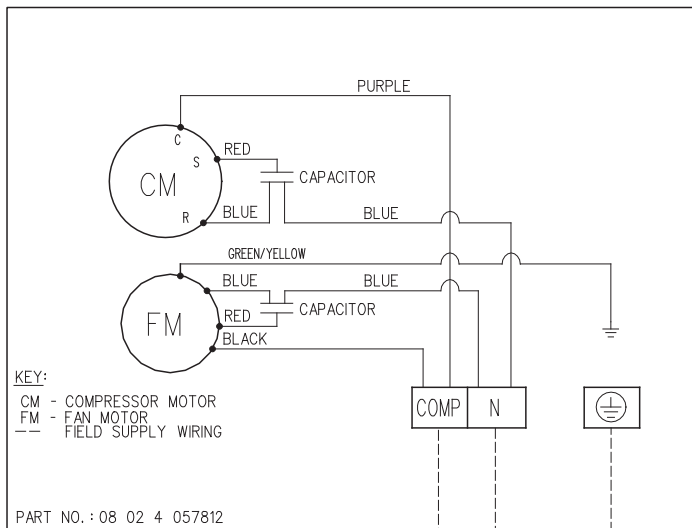 PURPLE
C
S
RED
CM
CAPACITOR
R
BLUE
BLUE
GREEN/YELLOW
BLUE
BLUE
CAPACITOR
FM
RED
BLACK
KEY:
CM - COMPRESSOR MOTOR
FM - FAN MOTOR
-- FIELD SUPPLY WIRING
COMP
N
PART NO.: 08 02 4 057812